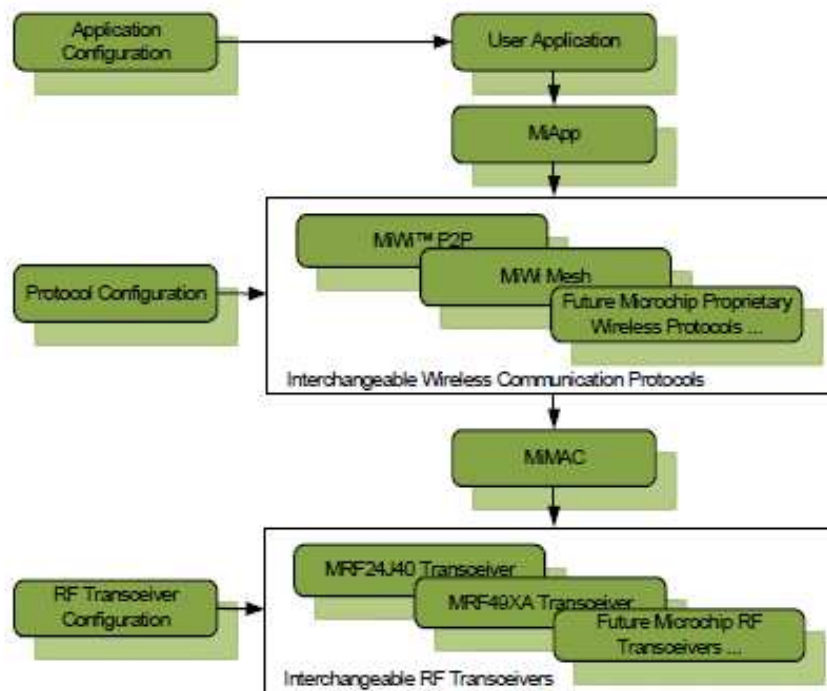 Application
Configuration
User Application
MiApp
MiWi™ P2P
MiWi Mesh
Future Microchip Proprietary
Wireless Protocols ...
Protocol Configuration
Interchangeable Wireless Communication Protocols
MiMAC
MRF24J40 Transceiver
MRF49XA Transceiver
Future Microchip RF
Transceivers ...
RF Transceiver
Configuration
Interchangeable RF Transceivers